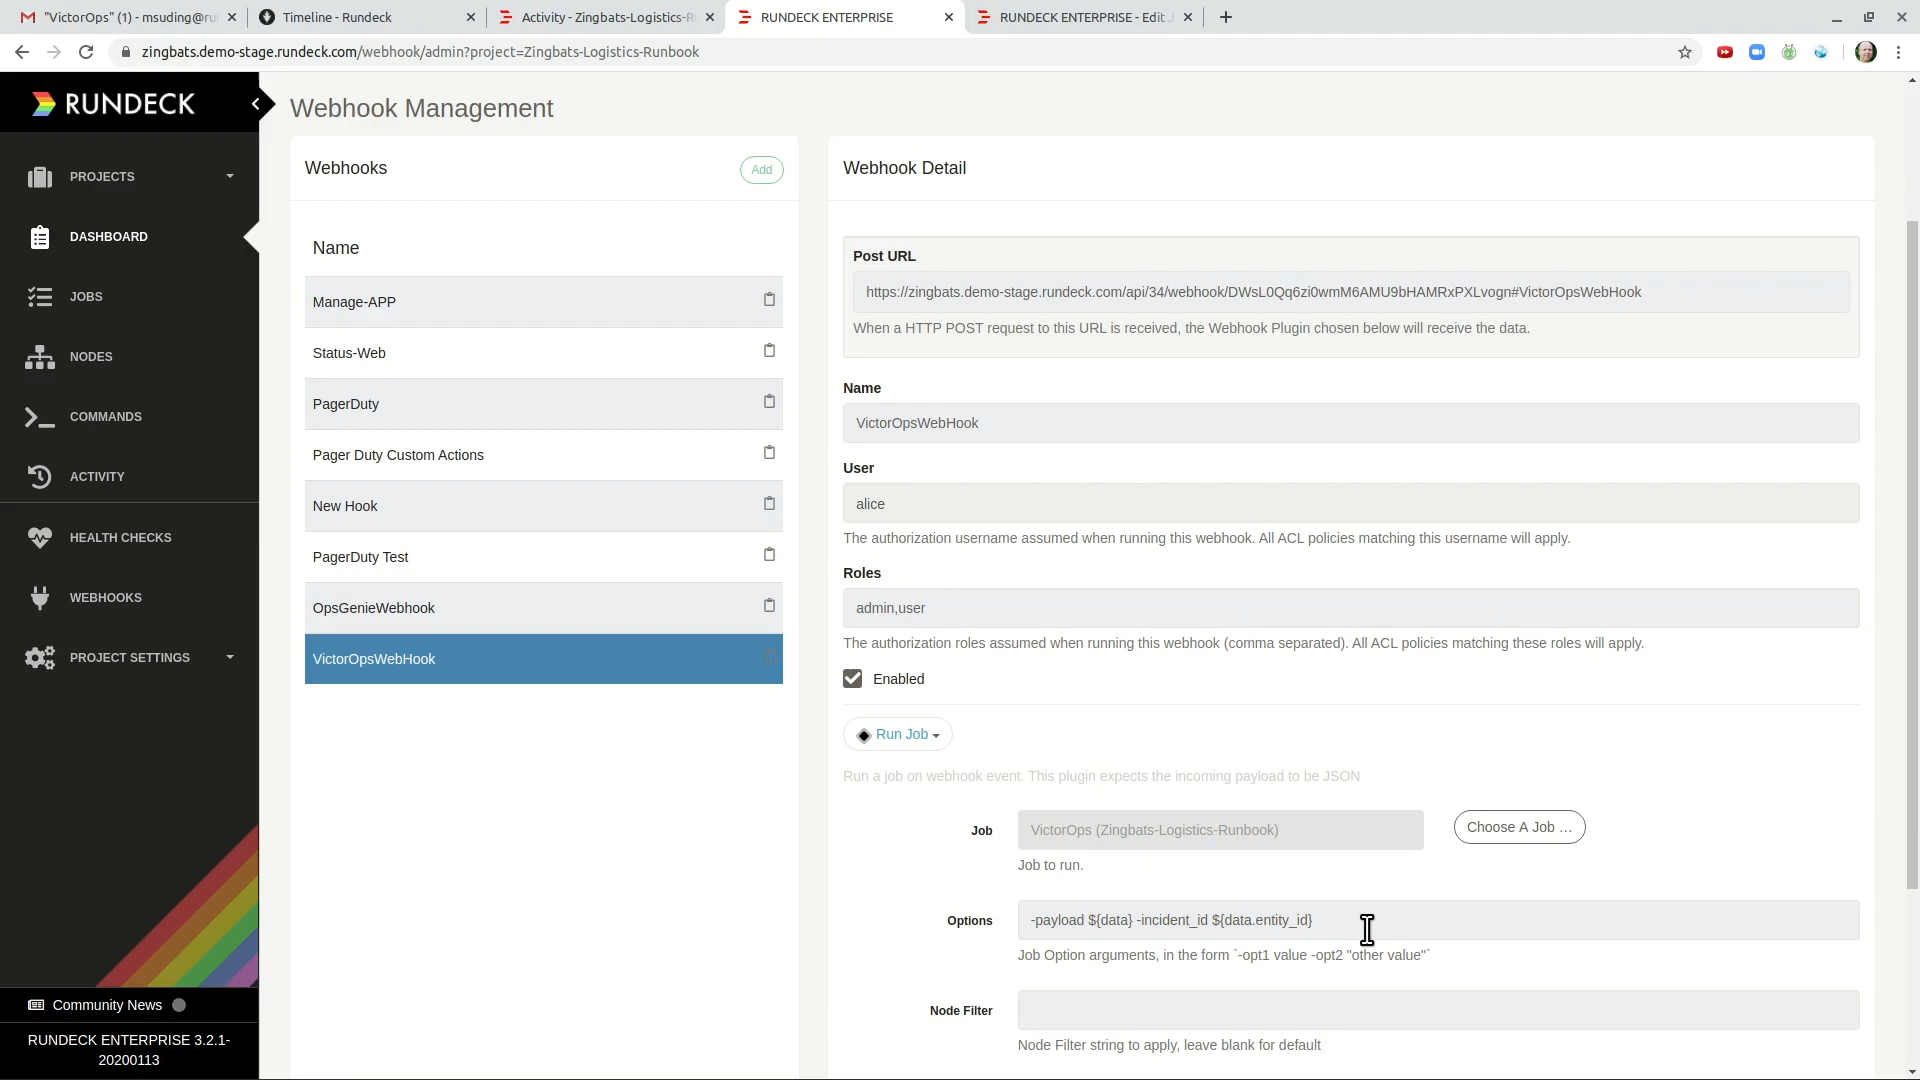 "VictorOps" (1) - msuding@ru
Timeline - Rundeck
Activity - Zingbats-Logistics-R
RUNDECK ENTERPRISE
RUNDECK ENTERPRISE - Edit
zingbats.demo-stage.rundeck.com/webhook/admin?project=Zingbats-Logistics-Runbook
RUNDECK
PROJECTS
DASHBOARD
JOBS
NODES
COMMANDS
ACTIVITY
HEALTH CHECKS
WEBHOOKS
PROJECT SETTINGS
Community News
RUNDECK ENTERPRISE 3.2.1-
20200113
Webhook Management
Webhooks
Add
Name
Manage-APP
Status-Web
PagerDuty
Pager Duty Custom Actions
New Hook
PagerDuty Test
OpsGenieWebhook
VictorOpsWebHook
Webhook Detail
Post URL
https://zingbats.demo-stage.rundeck.com/api/34/webhook/DWsL0Qq6zi0wmM6AMU9bHAMRxPXLvogn#VictorOpsWebHook
When a HTTP POST request to this URL is received, the Webhook Plugin chosen below will receive the data.
Name
VictorOpsWebHook
User
alice
The authorization username assumed when running this webhook. All ACL policies matching this username will apply.
Roles
admin,user
The authorization roles assumed when running this webhook (comma separated). All ACL policies matching these roles will apply.
Enabled
Run Job
Run a job on webhook event. This plugin expects the incoming payload to be JSON
Job
VictorOps (Zingbats-Logistics-Runbook)
Choose A Job ...
Job to run.
Options
-payload ${data} -incident_id ${data.entity_id}
Job Option arguments, in the form `-opt1 value -opt2 "other value"`
Node Filter
Node Filter string to apply, leave blank for default